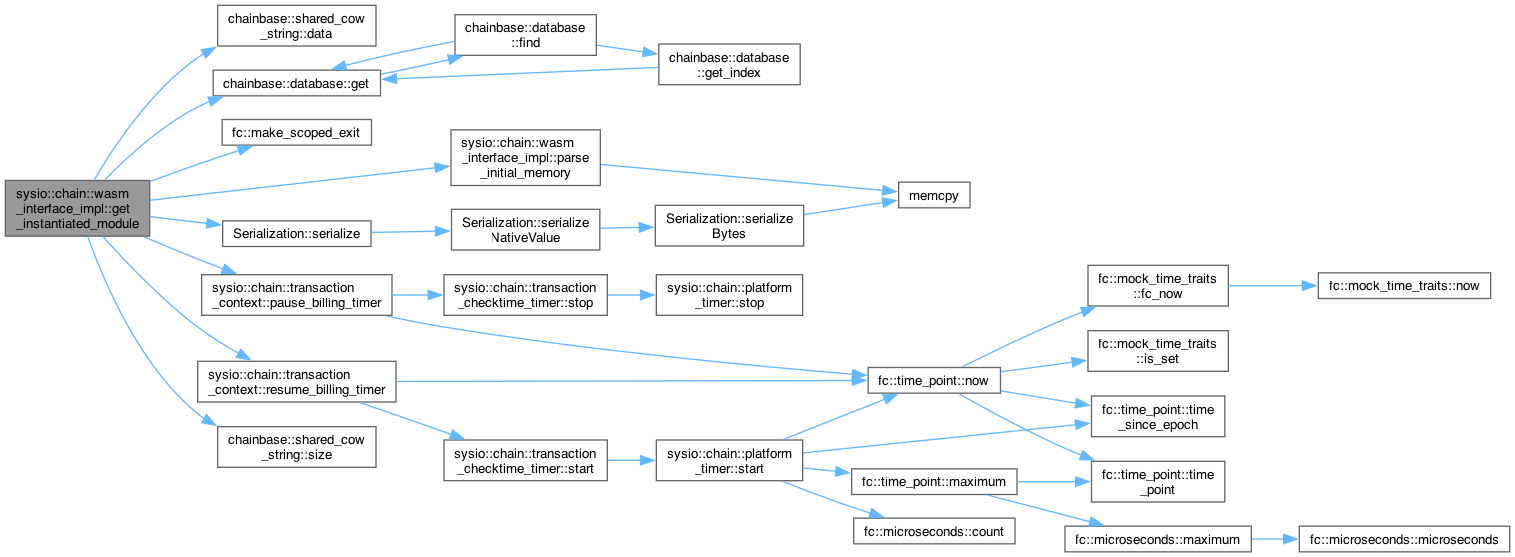 chainbase::shared_cow
_string::data
chainbase::database
::find
chainbase::database
::get_index
chainbase::database::get
fc::make_scoped_exit
sysio::chain::wasm
_interface_impl::parse
_initial_memory
sysio::chain::wasm
_interface_impl::get
_instantiated_module
memcpy
Serialization::serialize
Serialization::serialize
NativeValue
Serialization::serialize
Bytes
sysio::chain::transaction
_context::pause_billing_timer
sysio::chain::transaction
_checktime_timer::stop
sysio::chain::platform
_timer::stop
fc::mock_time_traits
::fc_now
fc::mock_time_traits::now
fc::mock_time_traits
::is_set
sysio::chain::transaction
_context::resume_billing_timer
fc::time_point::now
fc::time_point::time
_since_epoch
chainbase::shared_cow
_string::size
sysio::chain::transaction
_checktime_timer::start
sysio::chain::platform
_timer::start
fc::time_point::maximum
fc::time_point::time
_point
fc::microseconds::count
fc::microseconds::maximum
fc::microseconds::microseconds